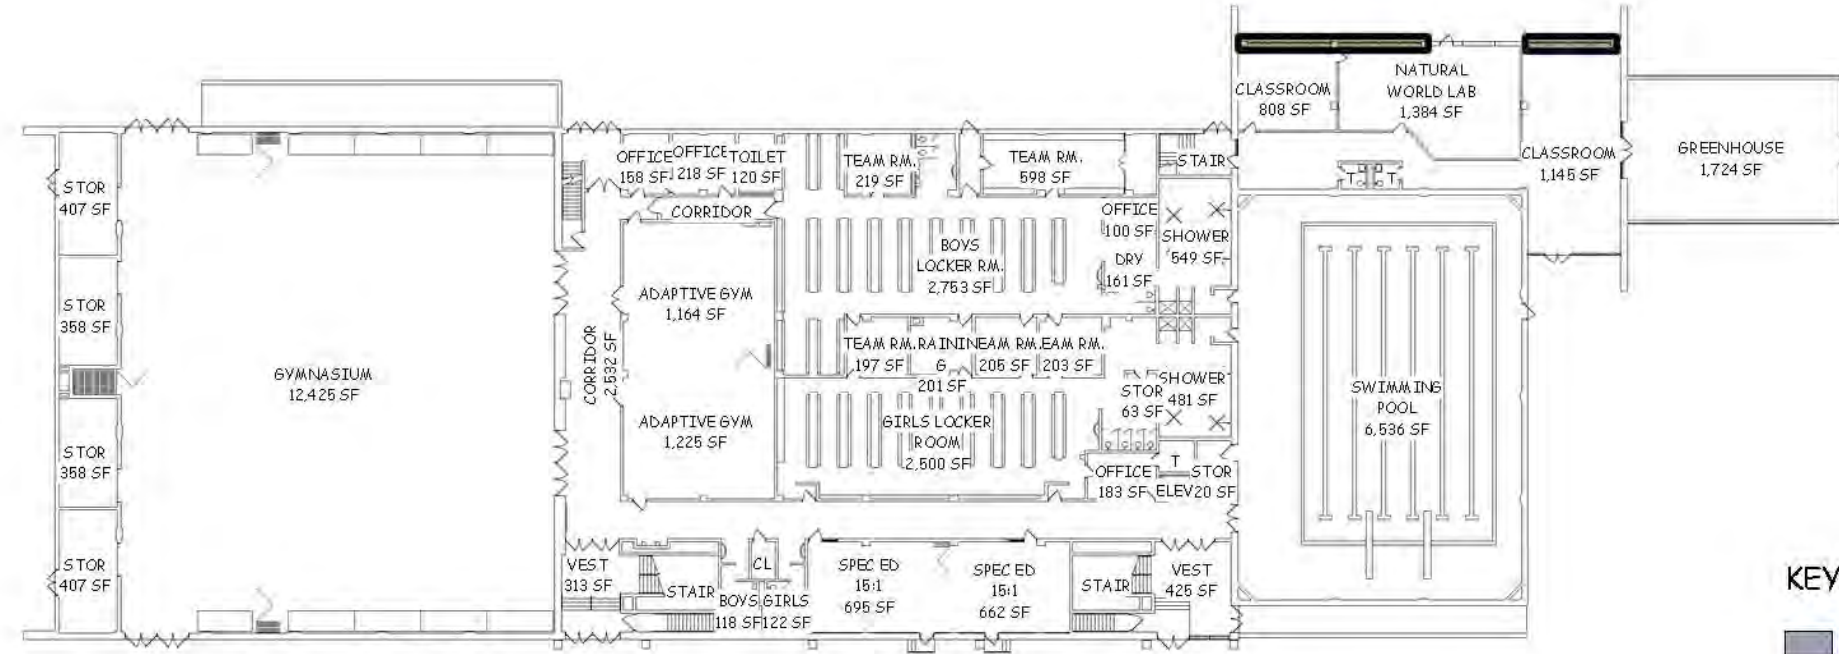 STOR
407 SF
STOR
358 SF
STOR
358 SF
STOR
407 SF
GYMNASIUM
12,425 SF
OFFICE
158 SF
OFFICE
218 SF
TOILET
120 SF
CORRIDOR
CORRIDOR
2,532 SF
ADAPTIVE GYM
1,164 SF
ADAPTIVE GYM
1,225 SF
TEAM RM.
219 SF
TEAM RM.
598 SF
STAIR
OFFICE
100 SF
SHOWER
549 SF
DRY
161 SF
BOYS
LOCKER RM.
2,753 SF
TEAM RM.
197 SF
RAININ
G
201 SF
EAM RM.
205 SF
EAM RM.
203 SF
STOR
63 SF
SHOWER
481 SF
GIRLS LOCKER
ROOM
2,500 SF
OFFICE
183 SF
T
ELEV
STOR
20 SF
VEST
313 SF
STAIR
CL
BOYS
118 SF
GIRLS
122 SF
SPEC ED
15:1
695 SF
SPEC ED
15:1
662 SF
STAIR
VEST
425 SF
CLASSROOM
808 SF
NATURAL
WORLD LAB
1,384 SF
T
T
CLASSROOM
1,145 SF
GREENHOUSE
1,724 SF
SWIMMING
POOL
6,536 SF
KEY